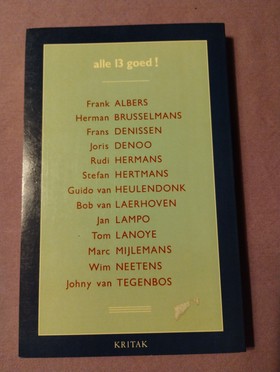 alle 13 goed!
Frank ALBERS
Herman BRUSSELMANS
Frans DENISSEN
Joris DENOO
Rudi HERMANS
Stefan HERTMANS
Guido van HEULENDONK
Bob van LAERHOVEN
Jan LAMPO
Tom LANOYE
Marc MIJLEMANS
Wim NEETENS
Johny van TEGENBOS
KRITAK